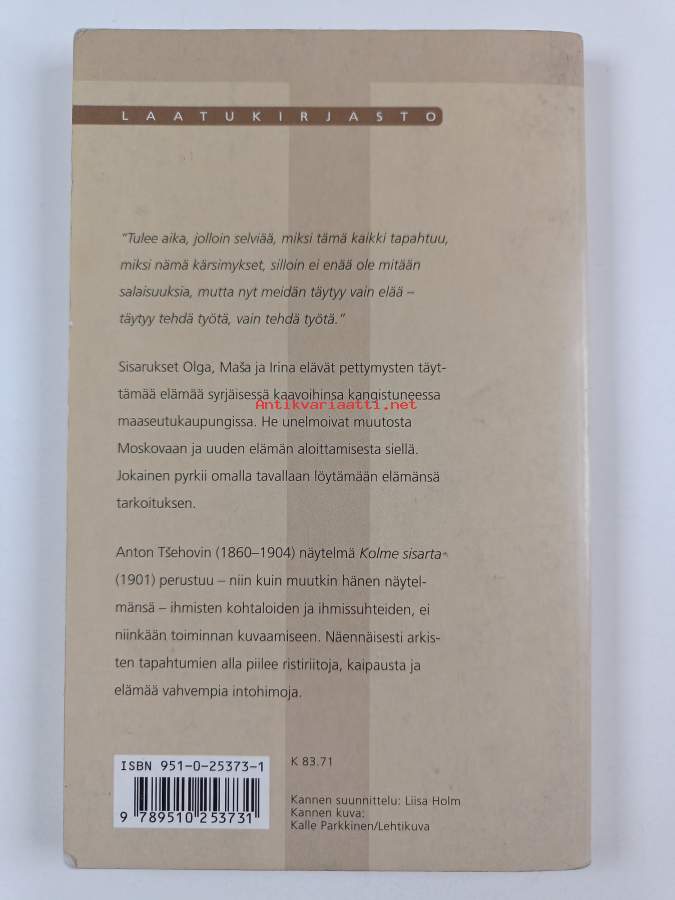 LAATUKIRJASTO
”Tulee aika, jolloin selviää, miksi tämä kaikki tapahtuu,
miksi nämä kärsimykset, silloin ei enää ole mitään
salaisuuksia, mutta nyt meidän täytyy vain elää –
täytyy tehdä työtä, vain tehdä työtä.”
Sisarukset Olga, Maša ja Irina elävät pettymysten täyt-
tämää elämää syrjäisessä kaavoihinsa kangistuneessa
Antikvariaatti.net
maaseutukaupungissa. He unelmoivat muutosta
Moskovaan ja uuden elämän aloittamisesta siellä.
Jokainen pyrkii omalla tavallaan löytämään elämänsä
tarkoituksen.
Anton Tšehovin (1860–1904) näytelmä Kolme sisarta
(1901) perustuu – niin kuin muutkin hänen näytel-
mänsä – ihmisten kohtaloiden ja ihmissuhteiden, ei
niinkään toiminnan kuvaamiseen. Näennäisesti arkis-
ten tapahtumien alla piilee ristiriitoja, kaipausta ja
elämää vahvempia intohimoja.
ISBN 951-0-25373-1
9 789510 253731
K 83.71
Kannen suunnittelu: Liisa Holm
Kannen kuva:
Kalle Parkkinen/Lehtikuva